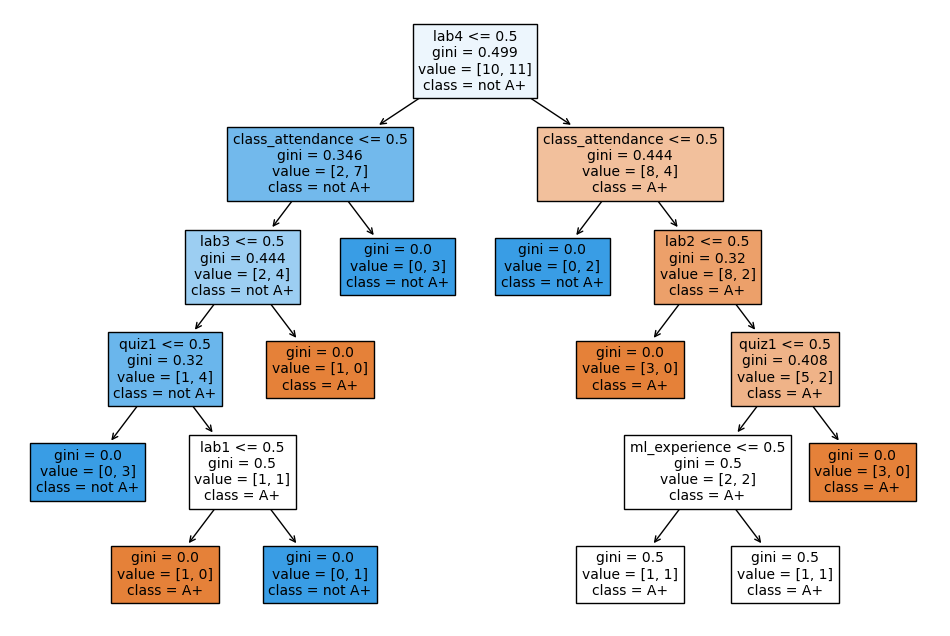 lab4 <= 0.5
gini = 0.499
value = [10, 11]
class = not A+
class_attendance <= 0.5
gini = 0.346
value = [2, 7]
class = not A+
class_attendance <= 0.5
gini = 0.444
value = [8, 4]
class = A+
lab3 <= 0.5
gini = 0.444
value = [2, 4]
class = not A+
gini = 0.0
value = [0, 3]
class = not A+
gini = 0.0
value = [0, 2]
class = not A+
lab2 <= 0.5
gini = 0.32
value = [8, 2]
class = A+
quiz1 <= 0.5
gini = 0.32
value = [1, 4]
class = not A+
gini = 0.0
value = [1, 0]
class = A+
gini = 0.0
value = [3, 0]
class = A+
quiz1 <= 0.5
gini = 0.408
value = [5, 2]
class = A+
gini = 0.0
value = [0, 3]
class = not A+
lab1 <= 0.5
gini = 0.5
value = [1, 1]
class = A+
ml_experience <= 0.5
gini = 0.5
value = [2, 2]
class = A+
gini = 0.0
value = [3, 0]
class = A+
gini = 0.0
value = [1, 0]
class = A+
gini = 0.0
value = [0, 1]
class = not A+
gini = 0.5
value = [1, 1]
class = A+
gini = 0.5
value = [1, 1]
class = A+